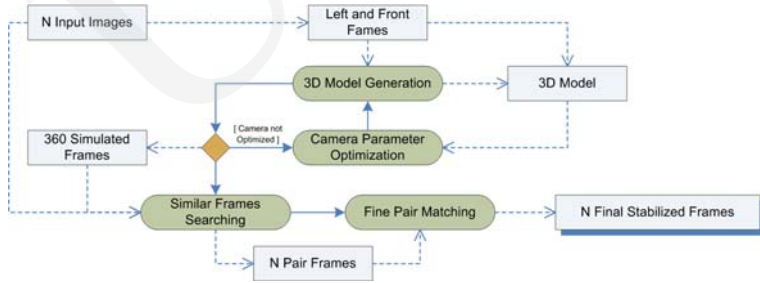 N Input Images
Left and Front
Fames
3D Model Generation
3D Model
[ Camera not
Optimized ]
360 Simulated
Frames
Camera Parameter
Optimization
Similar Frames
Searching
Fine Pair Matching
N Final Stabilized Frames
N Pair Frames